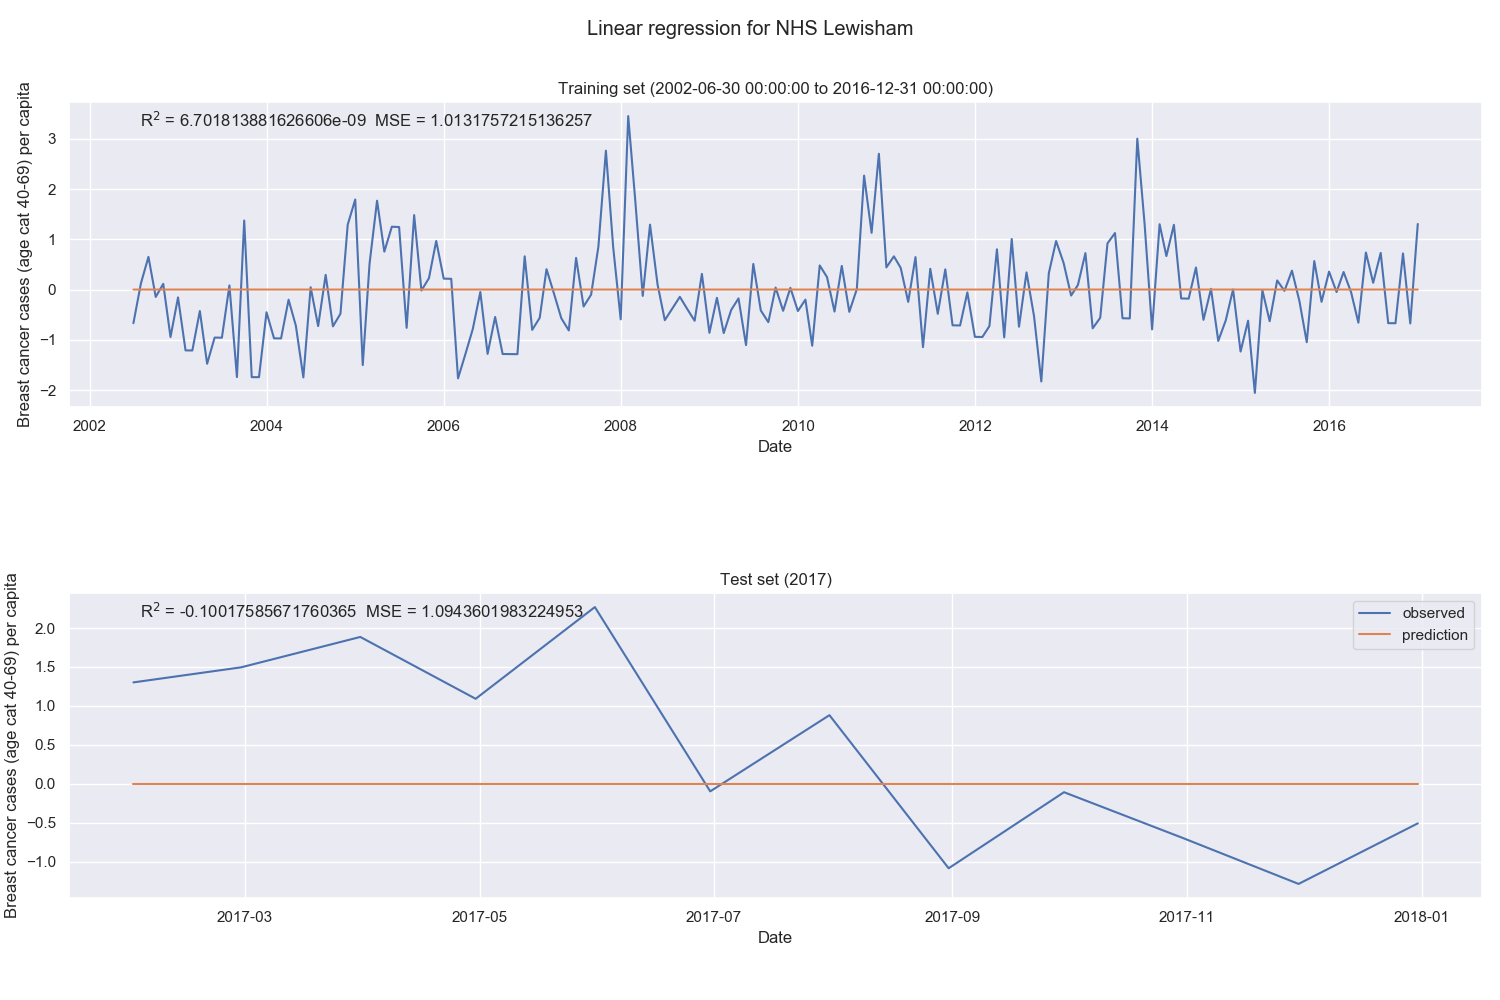 Linear regression for NHS Lewisham
Training set (2002-06-30 00:00:00 to 2016-12-31 00:00:00)
R² = 6.701813881626606e-09 MSE = 1.0131757215136257
Breast cancer cases (age cat 40-69) per capita
3
2
1
0
−1
−2
2002 2004 2006 2008 2010 2012 2014 2016
Date
Test set (2017)
R² = -0.10017585671760365 MSE = 1.0943601983224953
observed
prediction
Breast cancer cases (age cat 40-69) per capita
2.0
1.5
1.0
0.5
0.0
−0.5
−1.0
2017-03 2017-05 2017-07 2017-09 2017-11 2018-01
Date